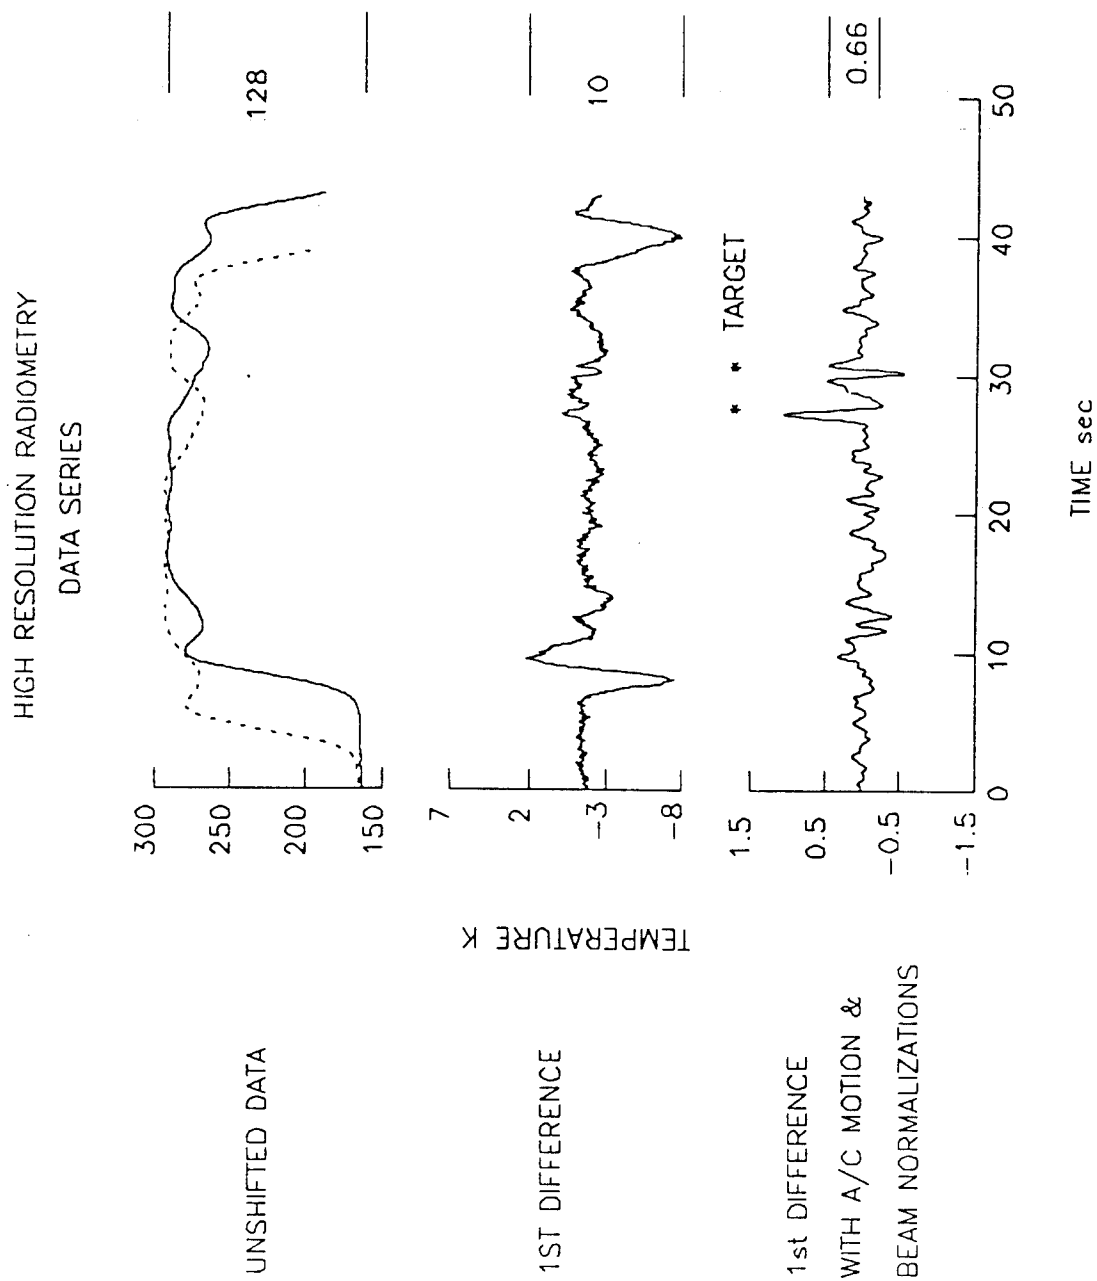 HIGH RESOLUTION RADIOMETRY
DATA SERIES
UNSHIFTED DATA
300
250
200
150
128
1ST DIFFERENCE
TEMPERATURE K
7
2
-3
-8
10
1st DIFFERENCE
WITH A/C MOTION &
BEAM NORMALIZATIONS
1.5
0.5
-0.5
-1.5
* * TARGET
0.66
0 10 20 30 40 50
TIME sec